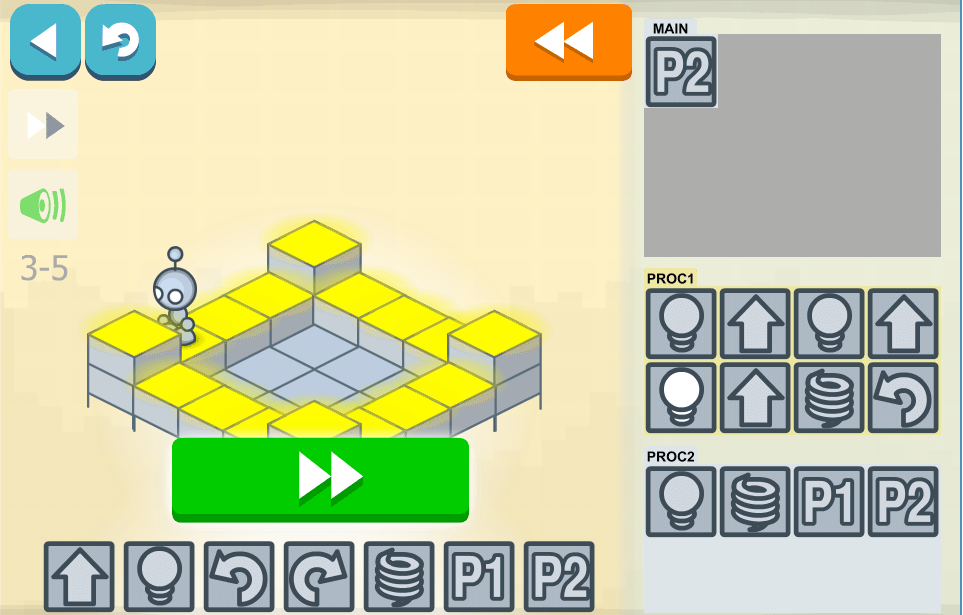 MAIN
P2
3-5
PROC1
PROC2
P1 P2
P1 P2